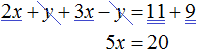 2x + y + 3x − y = 11 + 9
5x = 20